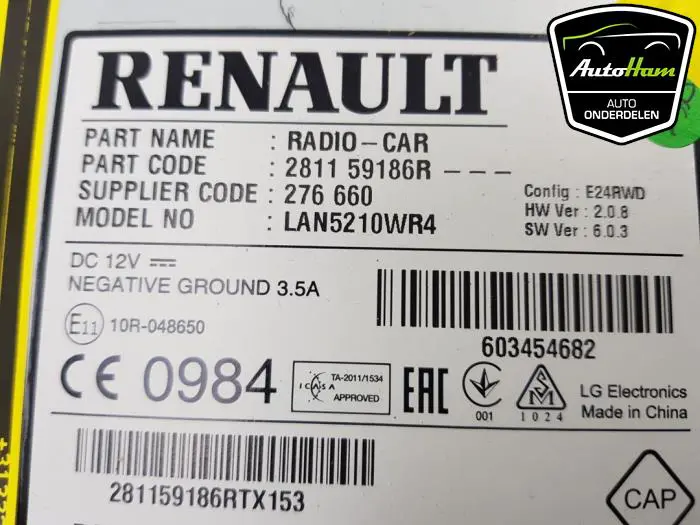 AutoHam
AUTO
ONDERDELEN
RENAULT
PART NAME : RADIO-CAR
PART CODE : 2811 59186R - - -
SUPPLIER CODE : 276 660
MODEL NO : LAN5210WR4
Config : E24RWD
HW Ver : 2.0.8
SW Ver : 6.0.3
DC 12V
NEGATIVE GROUND 3.5A
E11 10R-048650
603454682
CE 0984
ICASA
TA-2011/1534
APPROVED
EAC
001
SM
1024
LG Electronics
Made in China
281159186RTX153
CAP